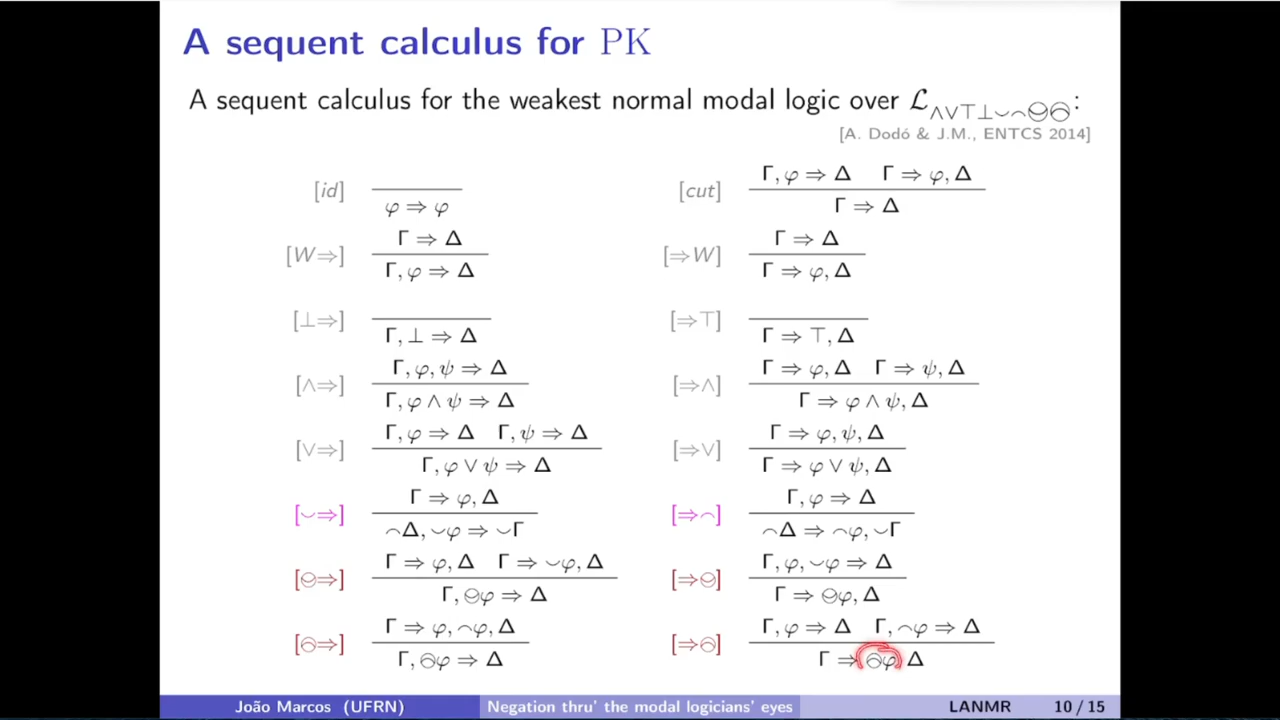 A sequent calculus for PK
A sequent calculus for the weakest normal modal logic over ℒ∧∨⊤⊥⌣⌢⊖⌢:
[A. Dodó & J.M., ENTCS 2014]
Γ, φ ⇒ Δ Γ ⇒ φ, Δ
[id] φ ⇒ φ [cut] Γ ⇒ Δ
Γ ⇒ Δ Γ ⇒ Δ
[W⇒] Γ, φ ⇒ Δ [⇒W] Γ ⇒ φ, Δ
[⊥⇒] Γ, ⊥ ⇒ Δ [⇒⊤] Γ ⇒ ⊤, Δ
Γ, φ, ψ ⇒ Δ Γ ⇒ φ, Δ Γ ⇒ ψ, Δ
[∧⇒] Γ, φ ∧ ψ ⇒ Δ [⇒∧] Γ ⇒ φ ∧ ψ, Δ
Γ, φ ⇒ Δ Γ, ψ ⇒ Δ Γ ⇒ φ, ψ, Δ
[∨⇒] Γ, φ ∨ ψ ⇒ Δ [⇒∨] Γ ⇒ φ ∨ ψ, Δ
Γ ⇒ φ, Δ Γ, φ ⇒ Δ
[⌣⇒] ⌢Δ, ⌣φ ⇒ ⌣Γ [⇒⌢] ⌢Δ ⇒ ⌢φ, ⌣Γ
Γ ⇒ φ, Δ Γ ⇒ ⌣φ, Δ Γ, φ, ⌣φ ⇒ Δ
[⊖⇒] Γ, ⊖φ ⇒ Δ [⇒⊖] Γ ⇒ ⊖φ, Δ
Γ ⇒ φ, ⌢φ, Δ Γ, φ ⇒ Δ Γ, ⌢φ ⇒ Δ
[⌢⇒] Γ, ⌢φ ⇒ Δ [⇒⌢] Γ ⇒ ⌢φ, Δ
João Marcos (UFRN) Negation thru' the modal logicians' eyes LANMR 10 / 15